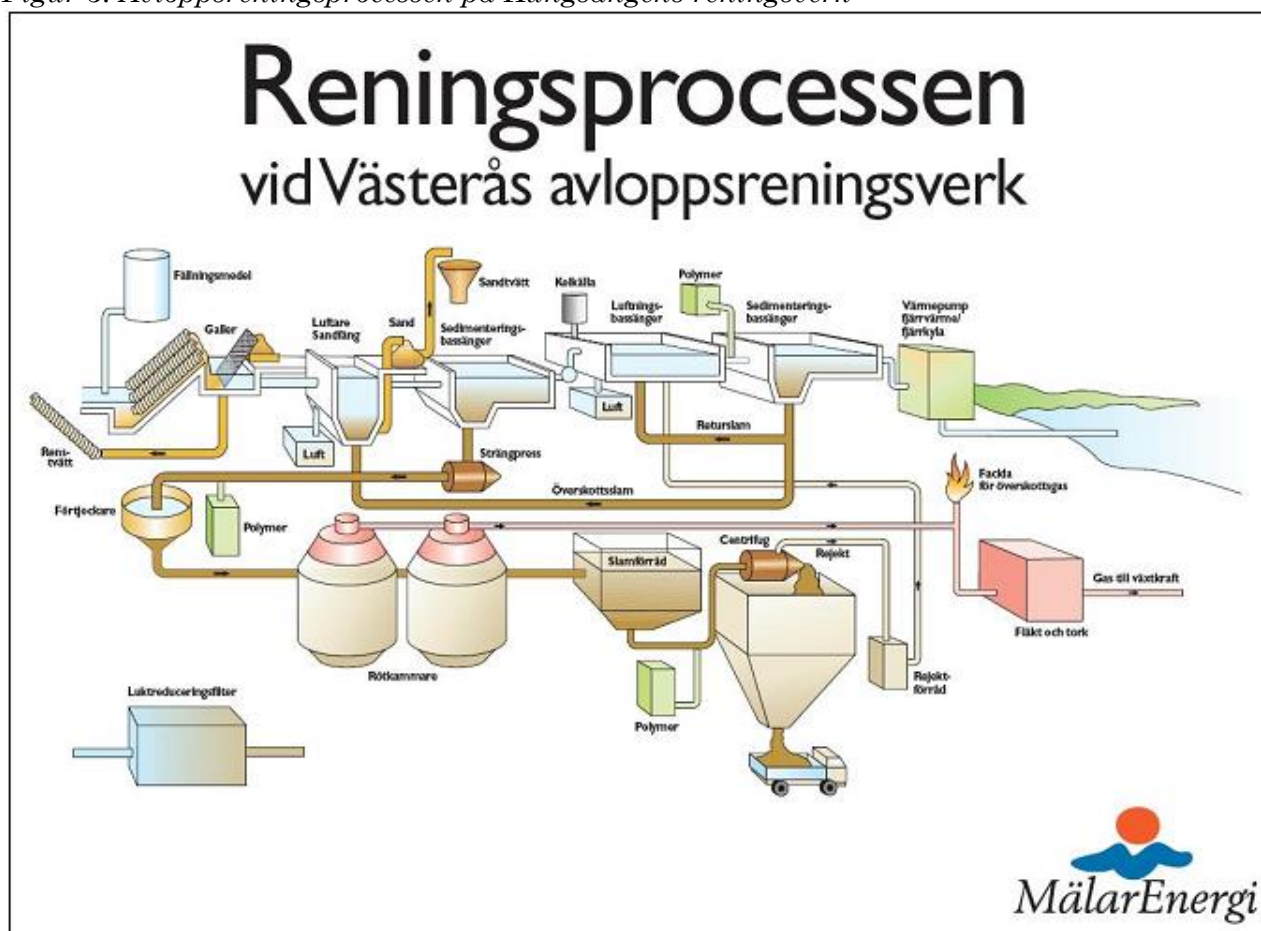 Reningsprocessen
vid Västerås avloppsreningsverk
Fällningsmedel
Galler
Luftare
Sandfång
Sand
Sandtvätt
Sedimenterings-
bassänger
Kolkälla
Luftnings-
bassänger
Polymer
Sedimenterings-
bassänger
Värmepump
fjärrvärme/
fjärrkyla
Luft
Luft
Rens-
tvätt
Returslam
Strängpress
Överskottsslam
Fackla
för överskottsgas
Förtjockare
Polymer
Slamförråd
Centrifug
Rejekt
Gas till växtkraft
Fläkt och tork
Rötkammare
Rejekt-
förråd
Polymer
Luktreduceringsfilter
MälarEnergi